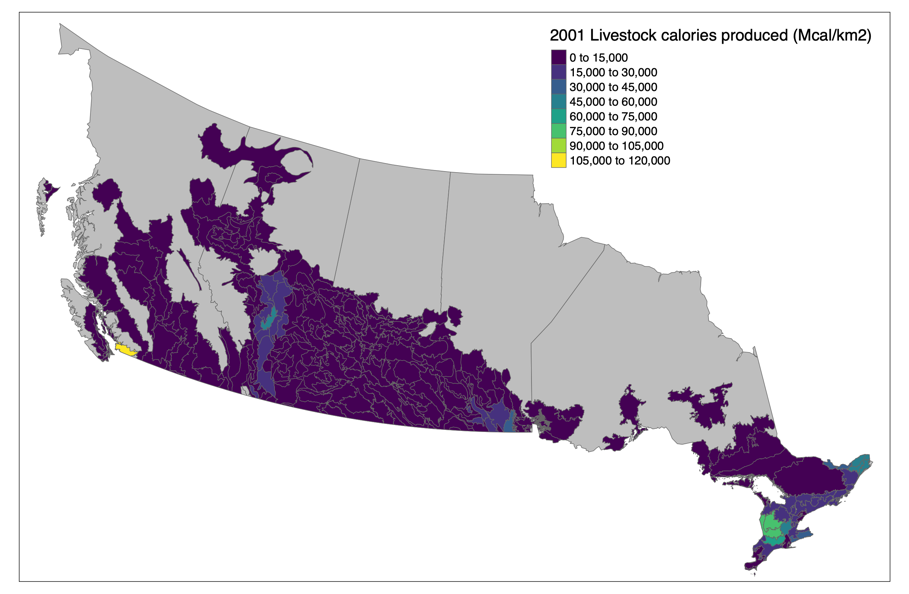 2001 Livestock calories produced (Mcal/km2)
0 to 15,000
15,000 to 30,000
30,000 to 45,000
45,000 to 60,000
60,000 to 75,000
75,000 to 90,000
90,000 to 105,000
105,000 to 120,000